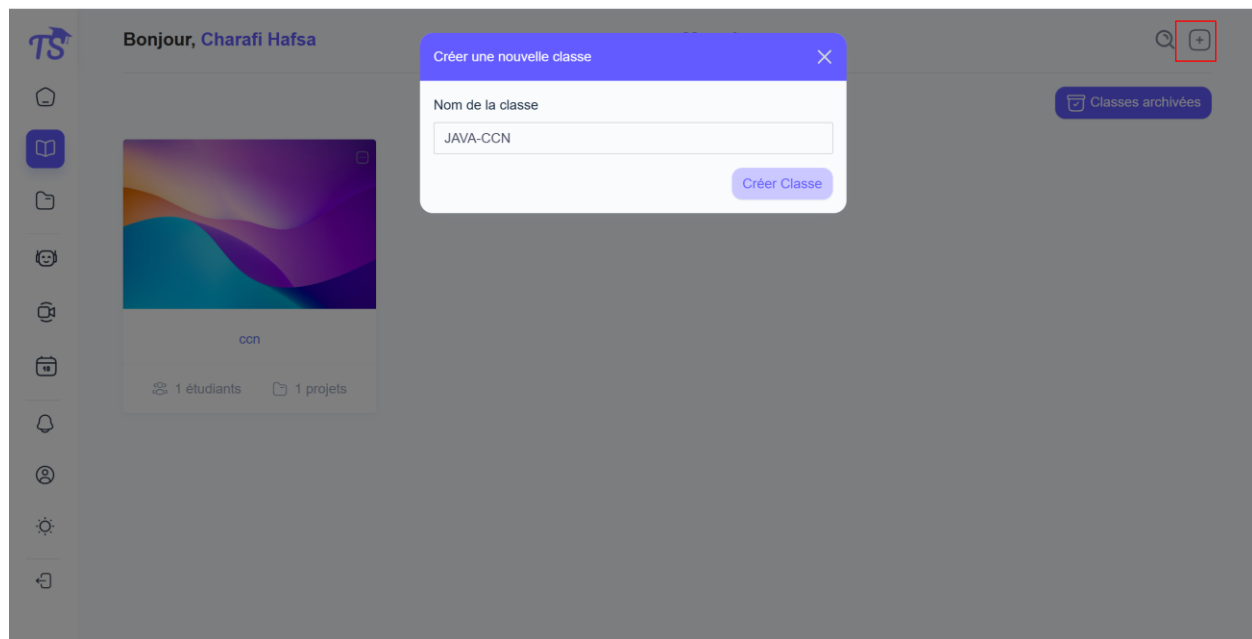 TS
Bonjour, Charafi Hafsa
Créer une nouvelle classe
Nom de la classe
JAVA-CCN
Créer Classe
Classes archivées
ccn
1 étudiants 1 projets